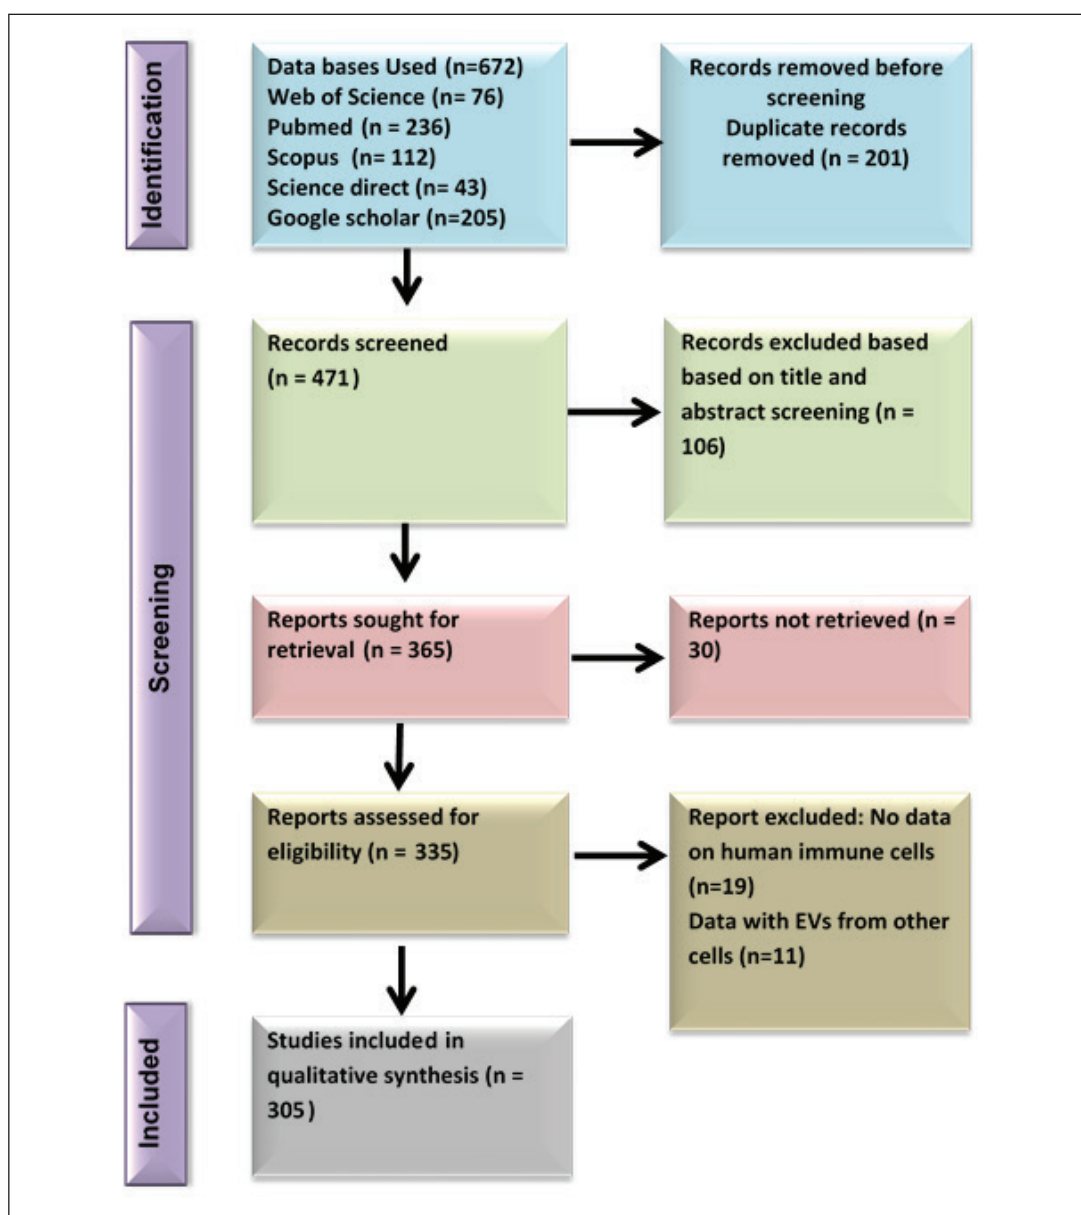 Identification
Data bases Used (n=672)
Web of Science (n= 76)
Pubmed (n = 236)
Scopus (n= 112)
Science direct (n= 43)
Google scholar (n=205)
Records removed before
screening
Duplicate records
removed (n = 201)
Screening
Records screened
(n = 471)
Records excluded based
based on title and
abstract screening (n =
106)
Reports sought for
retrieval (n = 365)
Reports not retrieved (n =
30)
Reports assessed for
eligibility (n = 335)
Report excluded: No data
on human immune cells
(n=19)
Data with EVs from other
cells (n=11)
Included
Studies included in
qualitative synthesis (n =
305)